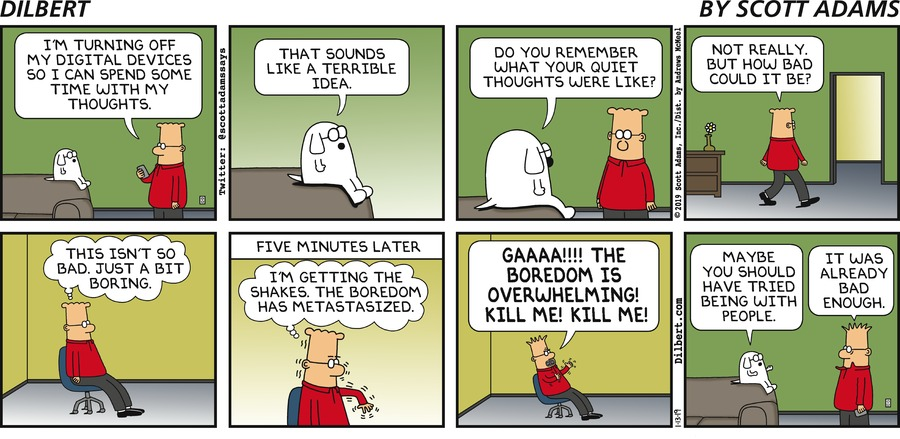 DILBERT
BY SCOTT ADAMS
I'M TURNING OFF
MY DIGITAL DEVICES
SO I CAN SPEND SOME
TIME WITH MY
THOUGHTS.
Twitter: @scottadamssays
THAT SOUNDS
LIKE A TERRIBLE
IDEA.
DO YOU REMEMBER
WHAT YOUR QUIET
THOUGHTS WERE LIKE?
©2019 Scott Adams, Inc./Dist. by Andrews McMeel
NOT REALLY.
BUT HOW BAD
COULD IT BE?
THIS ISN'T SO
BAD. JUST A BIT
BORING.
FIVE MINUTES LATER
I'M GETTING THE
SHAKES. THE BOREDOM
HAS METASTASIZED.
GAAAA!!!! THE
BOREDOM IS
OVERWHELMING!
KILL ME! KILL ME!
Dilbert.com
1-13-19
MAYBE
YOU SHOULD
HAVE TRIED
BEING WITH
PEOPLE.
IT WAS
ALREADY
BAD
ENOUGH.